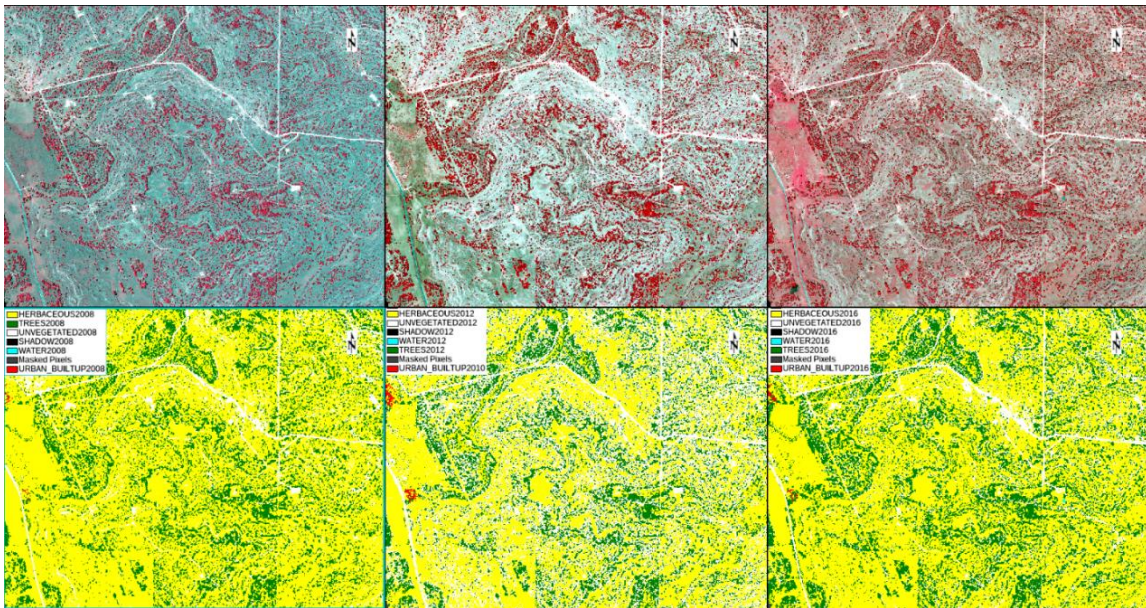 N
N
N
HERBACEOUS2008
TREES2008
UNVEGETATED2008
SHADOW2008
WATER2008
Masked Pixels
URBAN_BUILTUP2008
N
HERBACEOUS2012
UNVEGETATED2012
SHADOW2012
WATER2012
TREES2012
Masked Pixels
URBAN_BUILTUP2010
N
HERBACEOUS2016
UNVEGETATED2016
SHADOW2016
WATER2016
TREES2016
Masked Pixels
URBAN_BUILTUP2016
N